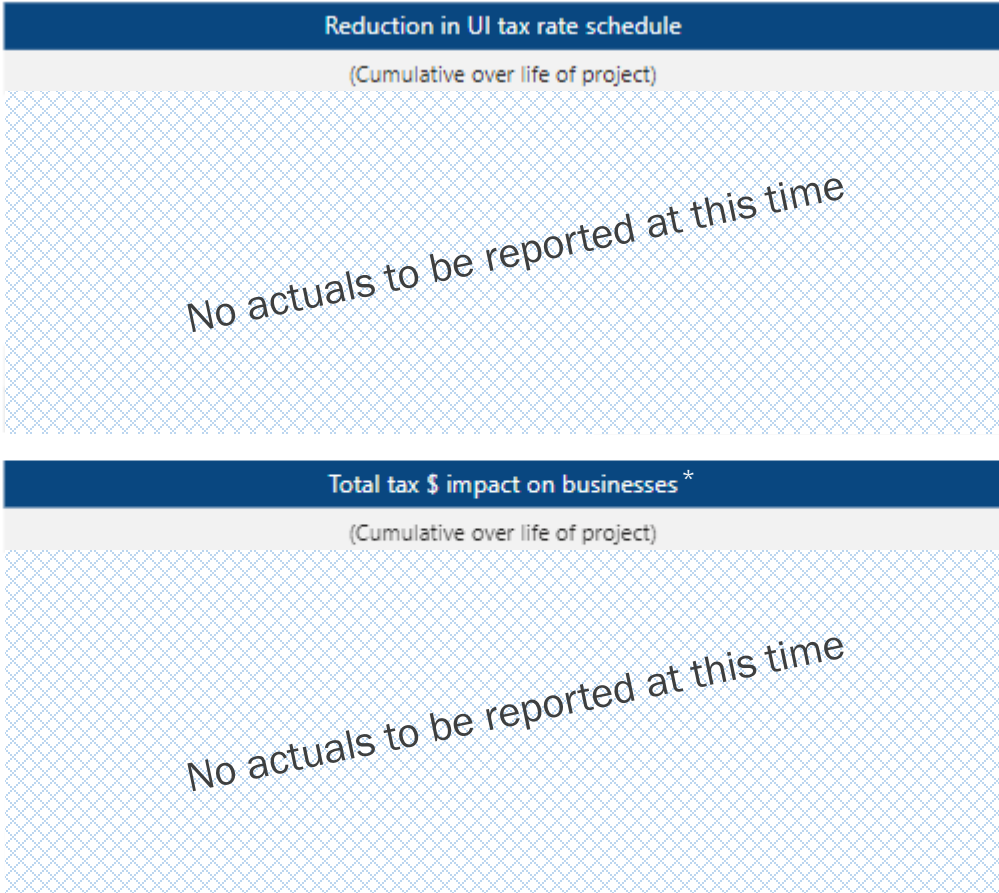 Reduction in UI tax rate schedule
(Cumulative over life of project)
No actuals to be reported at this time
Total tax $ impact on businesses *
(Cumulative over life of project)
No actuals to be reported at this time